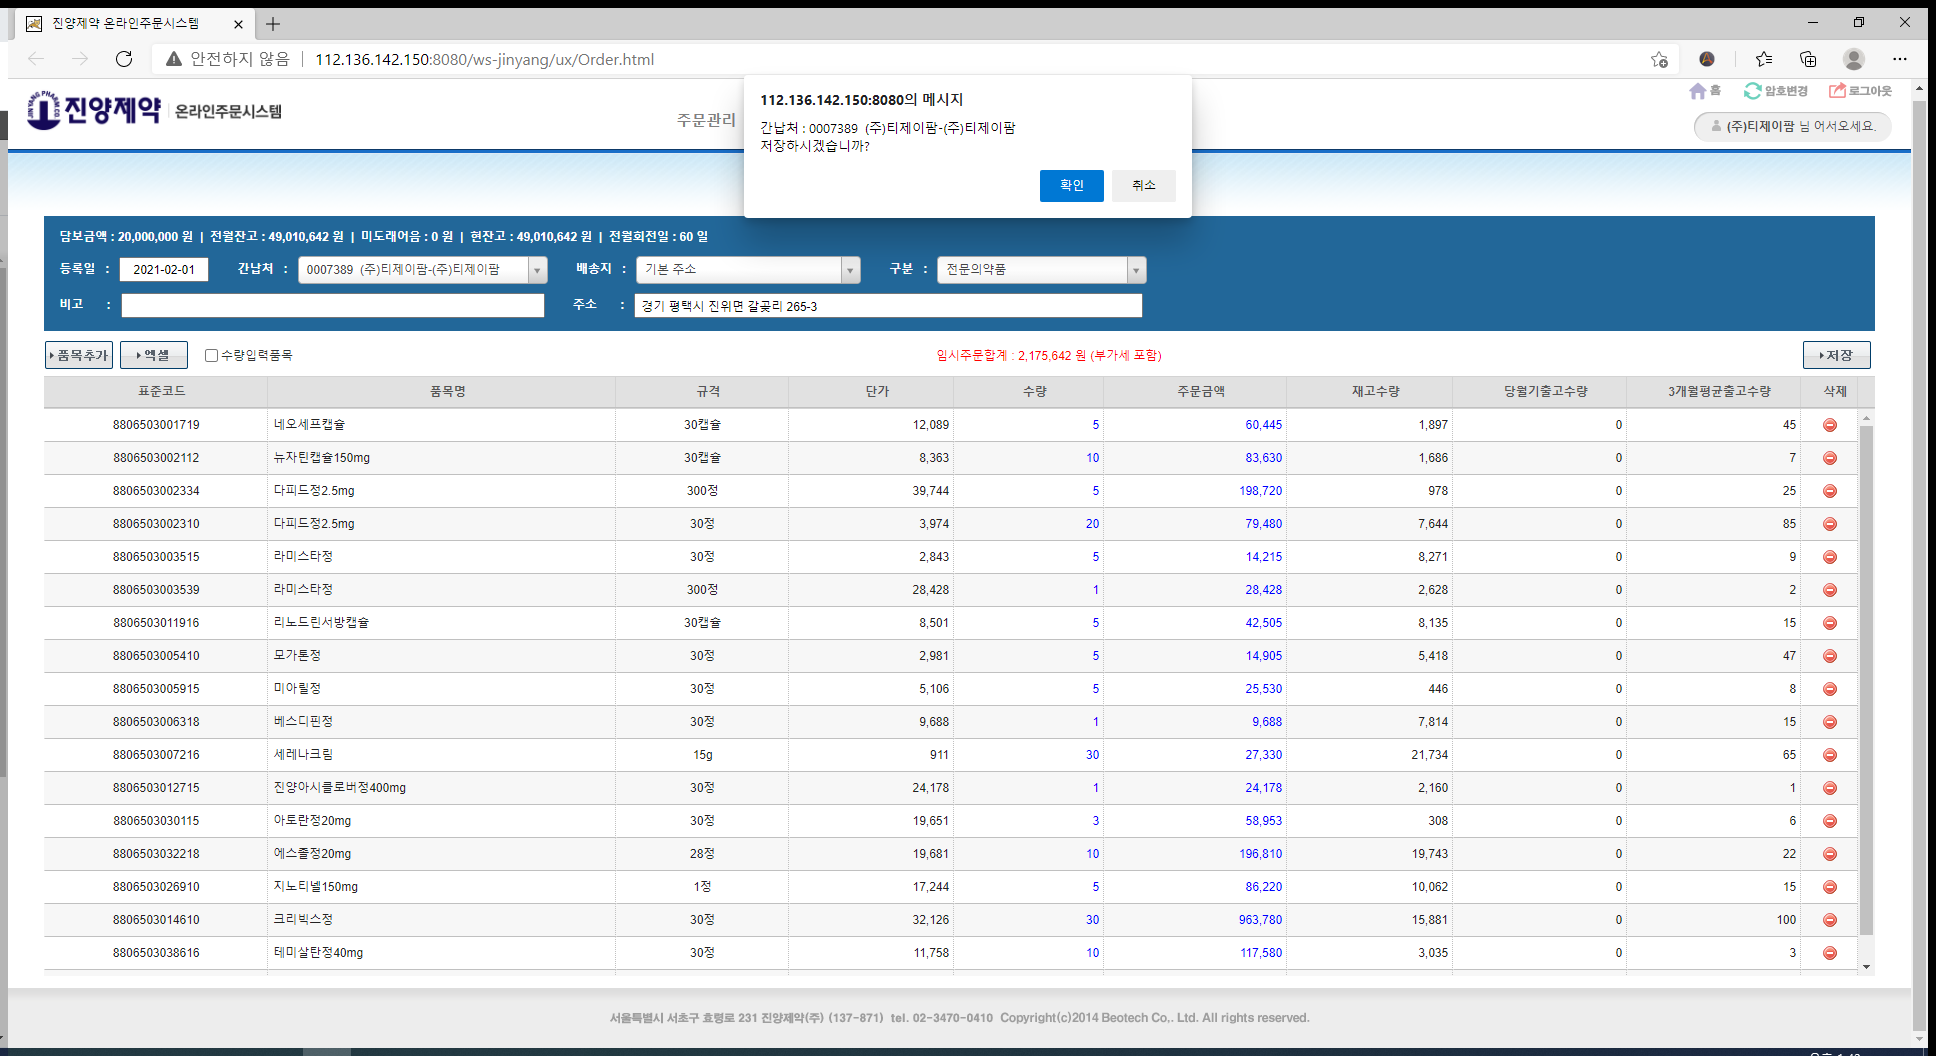 진양제약 온라인주문시스템
안전하지 않음 | 112.136.142.150:8080/ws-jinyang/ux/Order.html
진양제약 온라인주문시스템
주문관리
홈 암호변경 로그아웃
(주)티제이팜 님 어서오세요.
112.136.142.150:8080의 메시지
간납처 : 0007389 (주)티제이팜-(주)티제이팜
저장하시겠습니까?
확인 취소
담보금액 : 20,000,000 원 | 전월잔고 : 49,010,642 원 | 미도래어음 : 0 원 | 현잔고 : 49,010,642 원 | 전월회전일 : 60 일
등록일 : 2021-02-01 간납처 : 0007389 (주)티제이팜-(주)티제이팜 배송지 : 기본 주소 구분 : 전문의약품
비고 : 주소 : 경기 평택시 진위면 갈곶리 265-3
품목추가 엑셀 수량입력품목 임시주문합계 : 2,175,642 원 (부가세 포함) 저장
표준코드 품목명 규격 단가 수량 주문금액 재고수량 당월기출고수량 3개월평균출고수량 삭제
8806503001719 네오세프캡슐 30캡슐 12,089 5 60,445 1,897 0 45
8806503002112 뉴자틴캡슐150mg 30캡슐 8,363 10 83,630 1,686 0 7
8806503002334 다피드정2.5mg 300정 39,744 5 198,720 978 0 25
8806503002310 다피드정2.5mg 30정 3,974 20 79,480 7,644 0 85
8806503003515 라미스타정 30정 2,843 5 14,215 8,271 0 9
8806503003539 라미스타정 300정 28,428 1 28,428 2,628 0 2
8806503011916 리노드린서방캡슐 30캡슐 8,501 5 42,505 8,135 0 15
8806503005410 모가톤정 30정 2,981 5 14,905 5,418 0 47
8806503005915 미아릴정 30정 5,106 5 25,530 446 0 8
8806503006318 베스디핀정 30정 9,688 1 9,688 7,814 0 15
8806503007216 세레나크림 15g 911 30 27,330 21,734 0 65
8806503012715 진양아시클로버정400mg 30정 24,178 1 24,178 2,160 0 1
8806503030115 아토란정20mg 30정 19,651 3 58,953 308 0 6
8806503032218 에스졸정20mg 28정 19,681 10 196,810 19,743 0 22
8806503026910 지노티넬150mg 1정 17,244 5 86,220 10,062 0 15
8806503014610 크리빅스정 30정 32,126 30 963,780 15,881 0 100
8806503038616 테미살탄정40mg 30정 11,758 10 117,580 3,035 0 3
서울특별시 서초구 효령로 231 진양제약(주) (137-871) tel. 02-3470-0410 Copyright(c)2014 Beotech Co,. Ltd. All rights reserved.